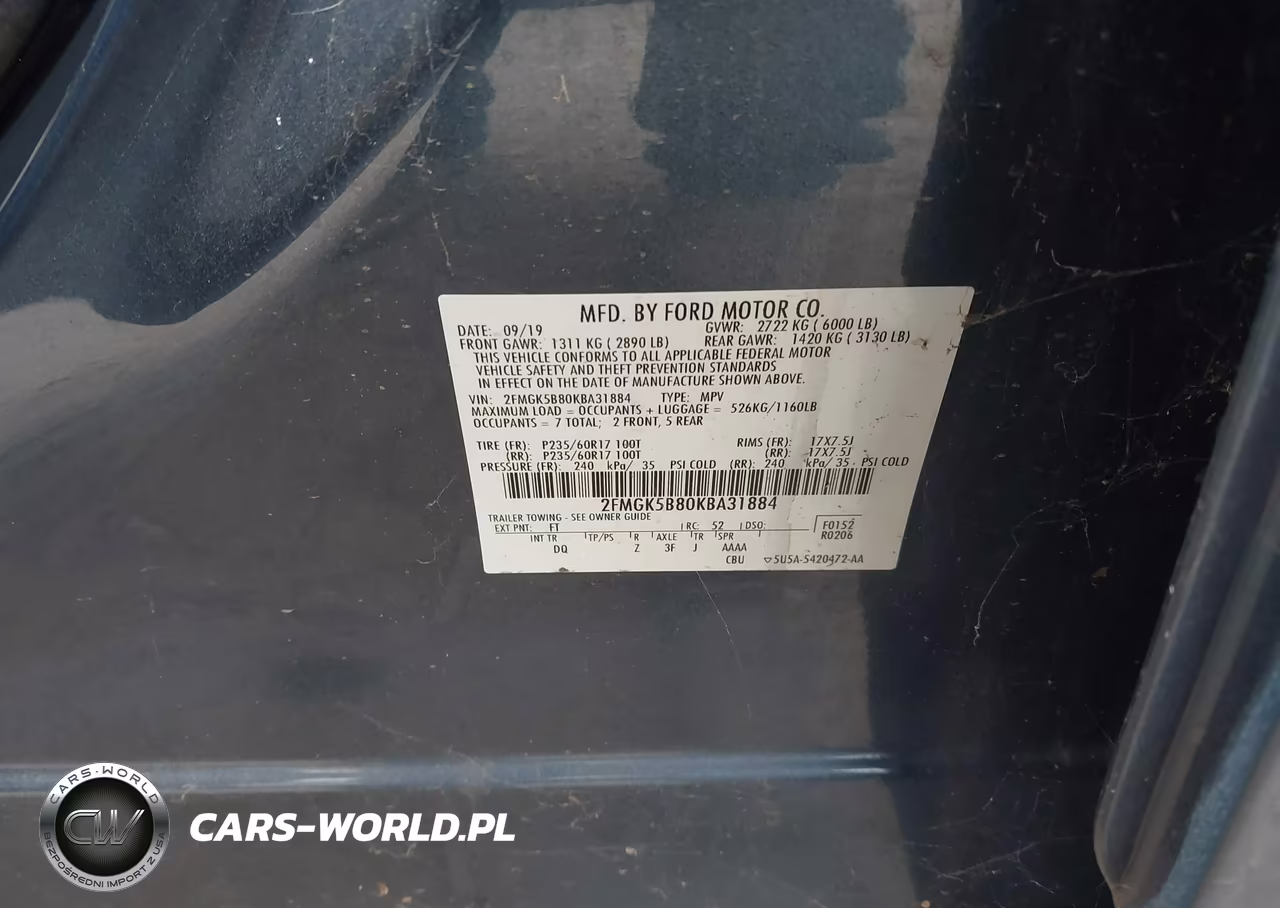 MFD. BY FORD MOTOR CO.
DATE: 09/19 GVWR: 2722 KG ( 6000 LB)
FRONT GAWR: 1311 KG ( 2890 LB) REAR GAWR: 1420 KG ( 3130 LB)
THIS VEHICLE CONFORMS TO ALL APPLICABLE FEDERAL MOTOR
VEHICLE SAFETY AND THEFT PREVENTION STANDARDS
IN EFFECT ON THE DATE OF MANUFACTURE SHOWN ABOVE.
VIN: 2FMGK5B80KBA31884 TYPE: MPV
MAXIMUM LOAD = OCCUPANTS + LUGGAGE = 526KG/1160LB
OCCUPANTS = 7 TOTAL; 2 FRONT, 5 REAR
TIRE (FR): P235/60R17 100T RIMS (FR): 17X7.5J
(RR): P235/60R17 100T (RR): 17X7.5J
PRESSURE (FR): 240 kPa/ 35 PSI COLD (RR): 240 kPa/ 35 PSI COLD
2FMGK5B80KBA31884
TRAILER TOWING - SEE OWNER GUIDE
EXT PNT: FT RC: 52 DSO: F0152
R0206
INT TR TP/PS R AXLE TR SPR
DQ Z 3F J AAAA
CBU 5U5A-5420472-AA
CARS-WORLD
CW
BEZPOŚREDNI IMPORT Z USA
CARS-WORLD.PL